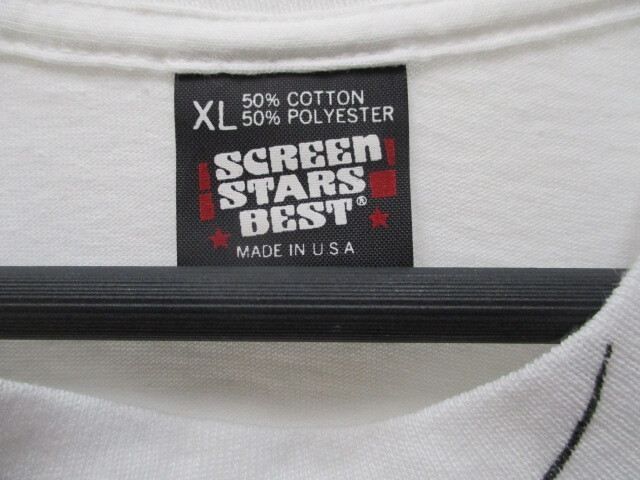 XL 50% COTTON
50% POLYESTER
SCREEN
STARS
BEST®
MADE IN U S A